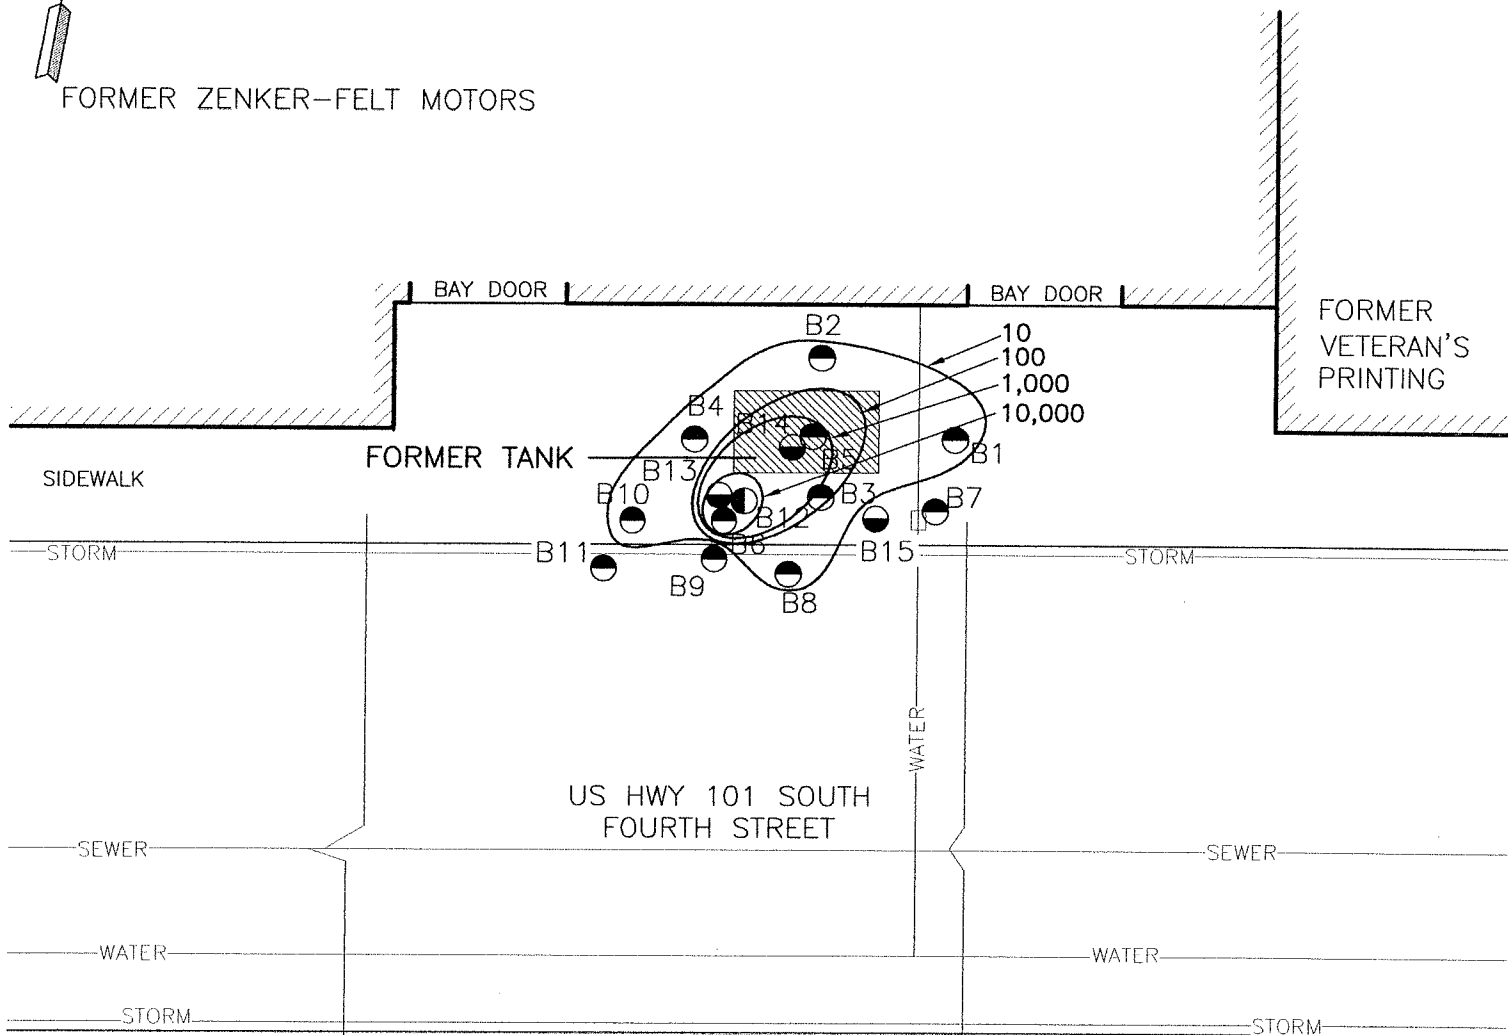 FORMER ZENKER-FELT MOTORS
BAY DOOR
BAY DOOR
FORMER
VETERAN'S
PRINTING
B2
10
100
1,000
10,000
B4
B14
B5
B1
FORMER TANK
B13
B3
B7
SIDEWALK
B10
B12
B6
B15
STORM
B11
STORM
B9
B8
WATER
US HWY 101 SOUTH
FOURTH STREET
SEWER
SEWER
WATER
WATER
STORM
STORM